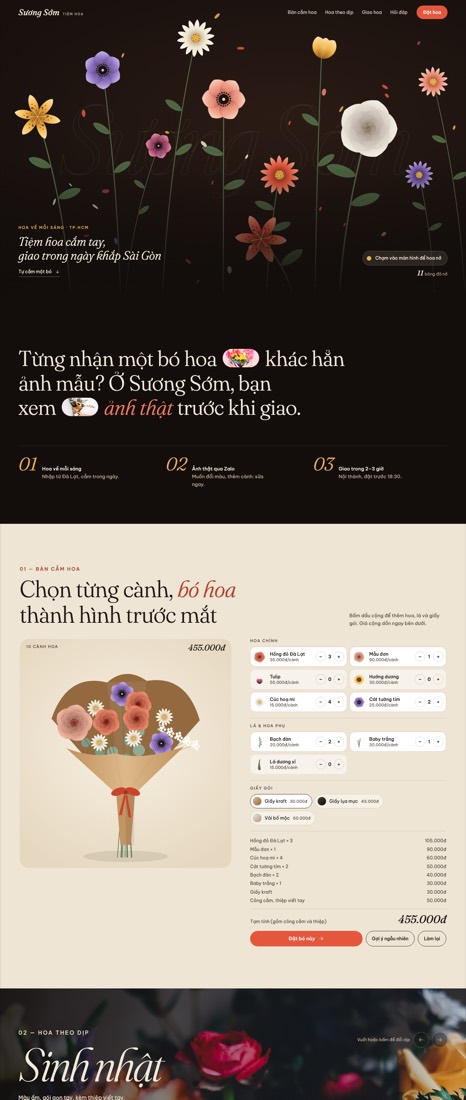 Sương Sớm TIỆM HOA
Bàn cắm hoa Hoa theo dịp Giao hoa Hỏi đáp Đặt hoa
Sương Sớm
HOA VỀ MỖI SÁNG · TP.HCM
Tiệm hoa cắm tay,
giao trong ngày khắp Sài Gòn
Tự cắm một bó ↓
Chạm vào màn hình để hoa nở
11 bông đã nở
Từng nhận một bó hoa khác hẳn
ảnh mẫu? Ở Sương Sớm, bạn
xem ảnh thật trước khi giao.
01 Hoa về mỗi sáng
Nhập từ Đà Lạt, cắm trong ngày.
02 Ảnh thật qua Zalo
Muốn đổi màu, thêm cành: sửa
ngay.
03 Giao trong 2–3 giờ
Nội thành, đặt trước 18:30.
01 — BÀN CẮM HOA
Chọn từng cành, bó hoa
thành hình trước mắt
Bấm dấu cộng để thêm hoa, lá và giấy
gói. Giá cộng dồn ngay bên dưới.
10 CÀNH HOA 455.000đ
HOA CHÍNH
Hồng đỏ Đà Lạt
35.000đ/cành
− 3 +
Mẫu đơn
90.000đ/cành
− 1 +
Tulip
− 0 +
Hướng dương
− 0 +
Cúc hoạ mi
15.000đ/cành
− 4 +
Cát tường tím
25.000đ/cành
− 2 +
LÁ & HOA PHỤ
Bạch đàn
20.000đ/cành
− 2 +
Baby trắng
30.000đ/cành
− 1 +
Lá dương xỉ
15.000đ/cành
− 0 +
GIẤY GÓI
Giấy kraft 30.000đ
Giấy lụa mực 45.000đ
Vải bố mộc 60.000đ
Hồng đỏ Đà Lạt × 3 105.000đ
Mẫu đơn × 1 90.000đ
Cúc hoạ mi × 4 60.000đ
Cát tường tím × 2 50.000đ
Bạch đàn × 2 40.000đ
Baby trắng × 1 30.000đ
Giấy kraft 30.000đ
Công cắm, thiệp viết tay 50.000đ
Tạm tính (gồm công cắm và thiệp) 455.000đ
Đặt bó này →
Gợi ý ngẫu nhiên
Làm lại
02 — HOA THEO DỊP
Vuốt hoặc bấm để đổi dịp ← →
Sinh nhật
Màu ấm, gói gọn tay, kèm thiệp viết tay.